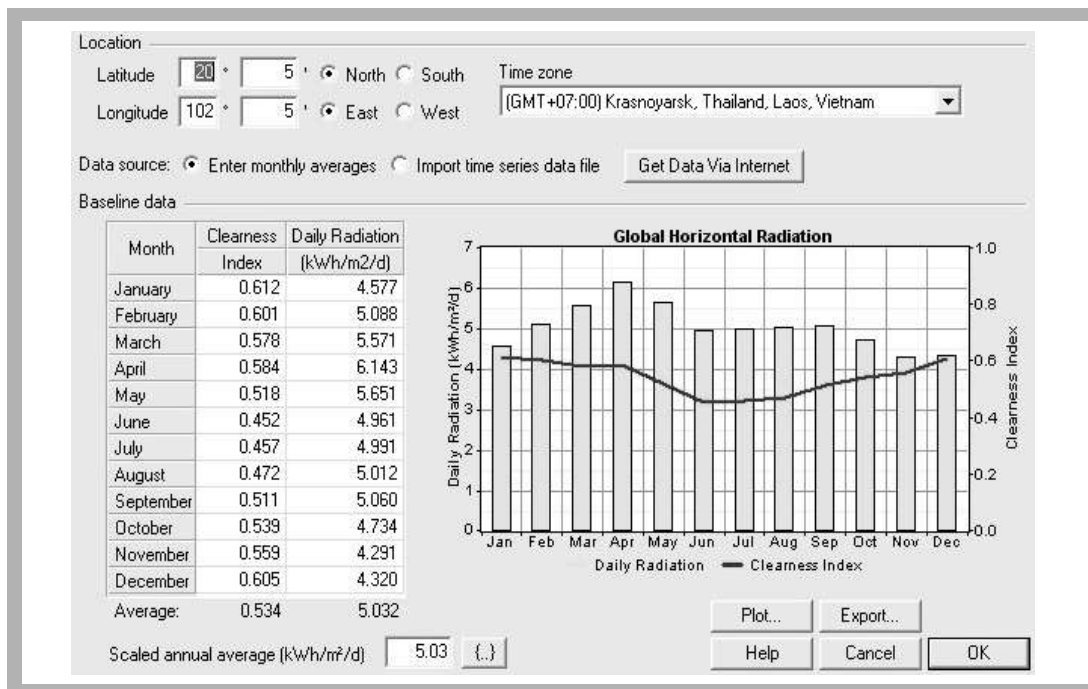 Location
Latitude 20 ° 5 ' North South
Time zone
Longitude 102 ° 5 ' East West
(GMT+07:00) Krasnoyarsk, Thailand, Laos, Vietnam
Data source: Enter monthly averages Import time series data file Get Data Via Internet
Baseline data
Month Clearness Index Daily Radiation (kWh/m2/d)
January 0.612 4.577
February 0.601 5.088
March 0.578 5.571
April 0.584 6.143
May 0.518 5.651
June 0.452 4.961
July 0.457 4.991
August 0.472 5.012
September 0.511 5.060
October 0.539 4.734
November 0.559 4.291
December 0.605 4.320
Average: 0.534 5.032
Scaled annual average (kWh/m²/d) 5.03 {..}
Global Horizontal Radiation
Daily Radiation (kWh/m²/d)
7
6
5
4
3
2
1
0
1.0
0.8
0.6
0.4
0.2
0.0
Clearness Index
Jan Feb Mar Apr May Jun Jul Aug Sep Oct Nov Dec
Daily Radiation Clearness Index
Plot... Export...
Help Cancel OK